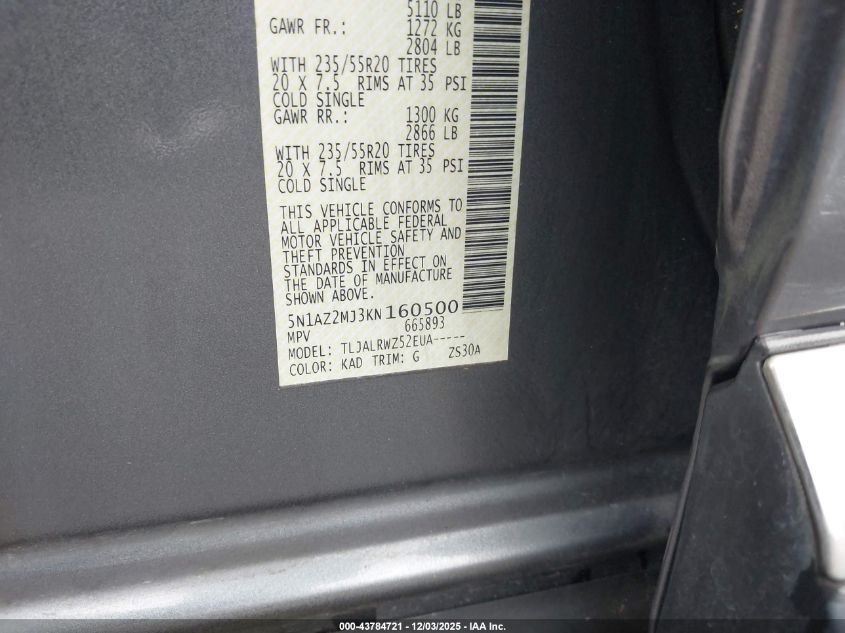 5110 LB
GAWR FR.: 1272 KG
2804 LB
WITH 235/55R20 TIRES
20 X 7.5 RIMS AT 35 PSI
COLD SINGLE
GAWR RR.: 1300 KG
2866 LB
WITH 235/55R20 TIRES
20 X 7.5 RIMS AT 35 PSI
COLD SINGLE
THIS VEHICLE CONFORMS TO
ALL APPLICABLE FEDERAL
MOTOR VEHICLE SAFETY AND
THEFT PREVENTION
STANDARDS IN EFFECT ON
THE DATE OF MANUFACTURE
SHOWN ABOVE.
5N1AZ2MJ3KN160500
MPV 665893
MODEL: TLJALRWZ52EUA-----
COLOR: KAD TRIM: G ZS30A
000-43784721 - 12/03/2025 - IAA Inc.